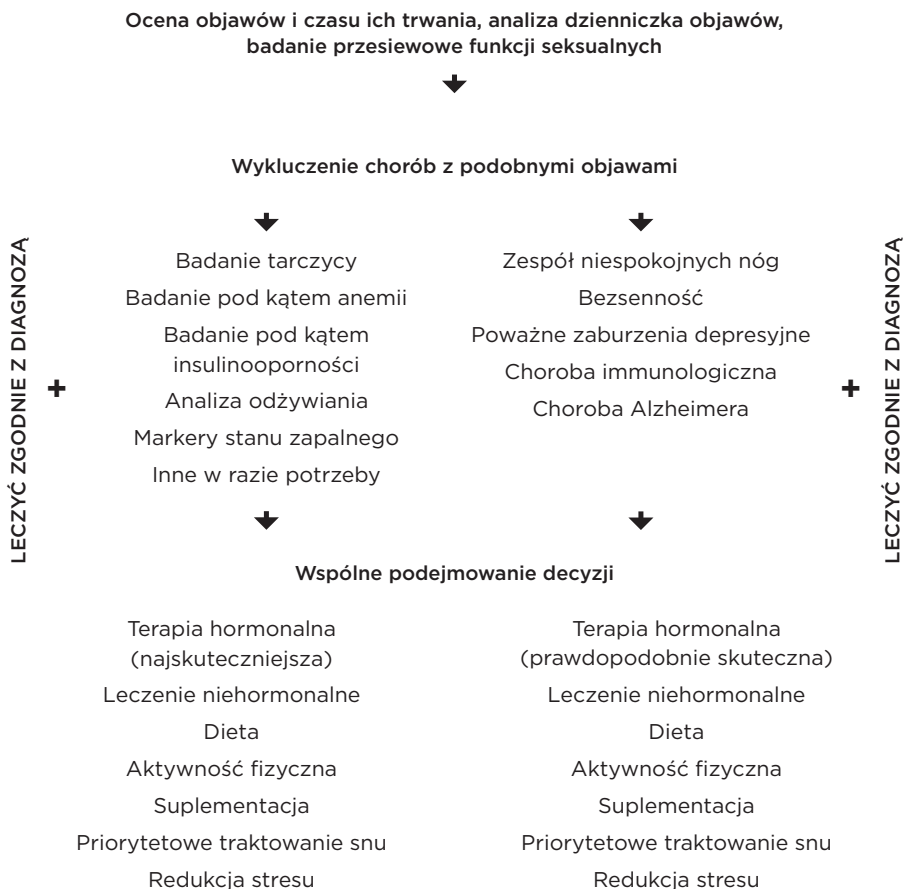 Ocena objawów i czasu ich trwania, analiza dzienniczka objawów,
badanie przesiewowe funkcji seksualnych
Wykluczenie chorób z podobnymi objawami
LECZYĆ ZGODNIE Z DIAGNOZĄ
+
Badanie tarczycy
Badanie pod kątem anemii
Badanie pod kątem
insulinooporności
Analiza odżywiania
Markery stanu zapalnego
Inne w razie potrzeby
Zespół niespokojnych nóg
Bezsenność
Poważne zaburzenia depresyjne
Choroba immunologiczna
Choroba Alzheimera
+
LECZYĆ ZGODNIE Z DIAGNOZĄ
Wspólne podejmowanie decyzji
Terapia hormonalna
(najskuteczniejsza)
Leczenie niehormonalne
Dieta
Aktywność fizyczna
Suplementacja
Priorytetowe traktowanie snu
Redukcja stresu
Terapia hormonalna
(prawdopodobnie skuteczna)
Leczenie niehormonalne
Dieta
Aktywność fizyczna
Suplementacja
Priorytetowe traktowanie snu
Redukcja stresu